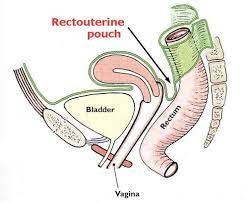 Rectouterine
pouch
Bladder
Rectum
Vagina